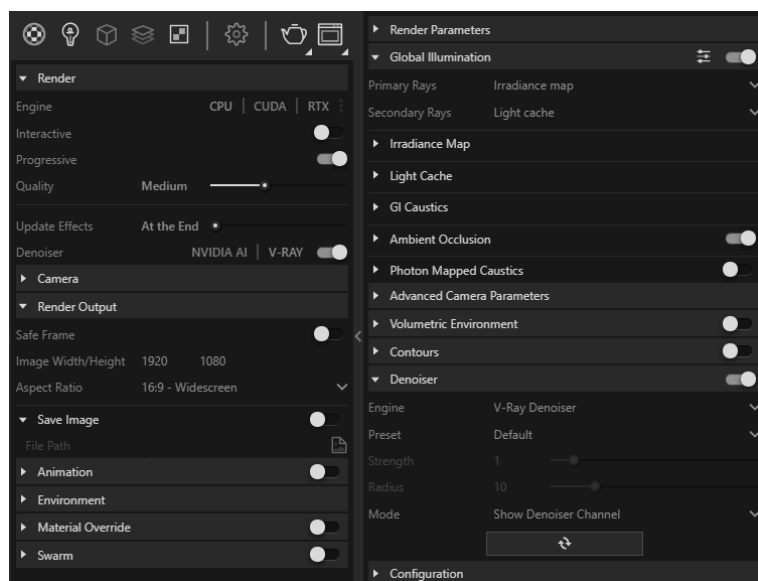 Render
Engine CPU | CUDA | RTX
Interactive
Progressive
Quality Medium
Update Effects At the End
Denoiser NVIDIA AI | V-RAY
Camera
Render Output
Safe Frame
Image Width/Height 1920 1080
Aspect Ratio 16:9 - Widescreen
Save Image
File Path
Animation
Environment
Material Override
Swarm
Render Parameters
Global Illumination
Primary Rays Irradiance map
Secondary Rays Light cache
Irradiance Map
Light Cache
GI Caustics
Ambient Occlusion
Photon Mapped Caustics
Advanced Camera Parameters
Volumetric Environment
Contours
Denoiser
Engine V-Ray Denoiser
Preset Default
Strength 1
Radius 10
Mode Show Denoiser Channel
Configuration